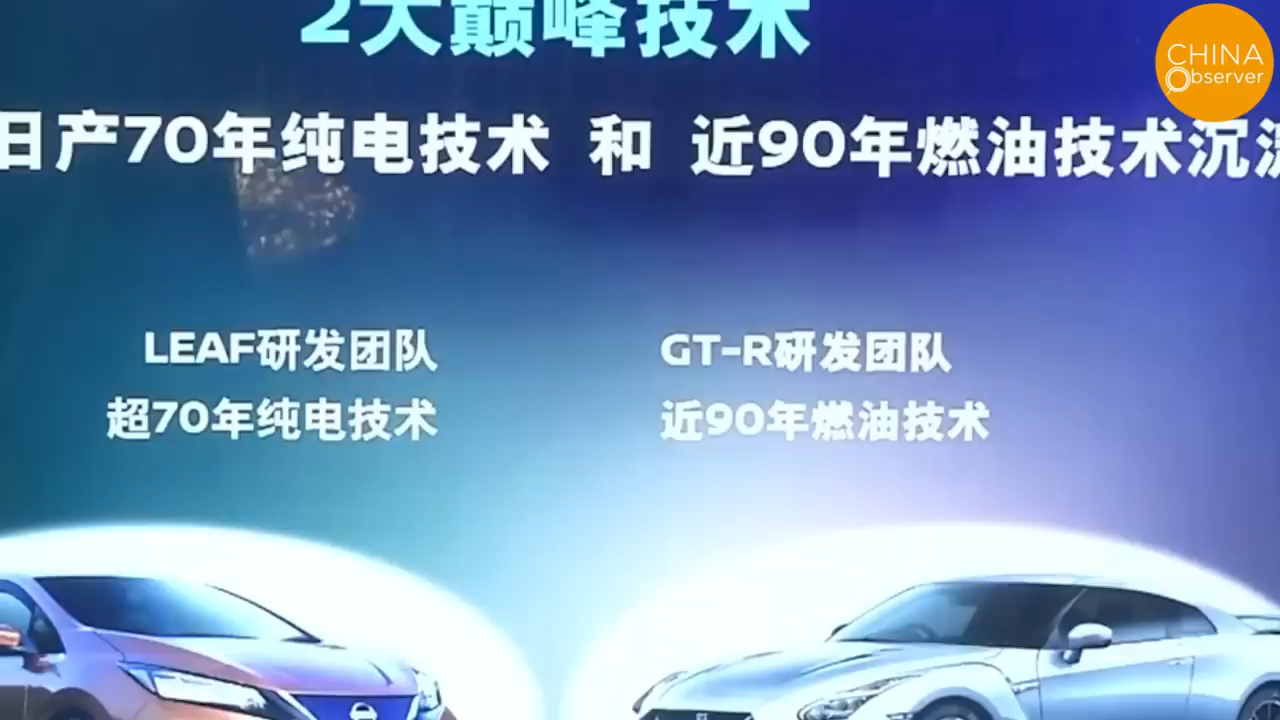 2大巅峰技术
CHINA
Observer
日产70年纯电技术 和 近90年燃油技术沉淀
LEAF研发团队
GT-R研发团队
超70年纯电技术
近90年燃油技术